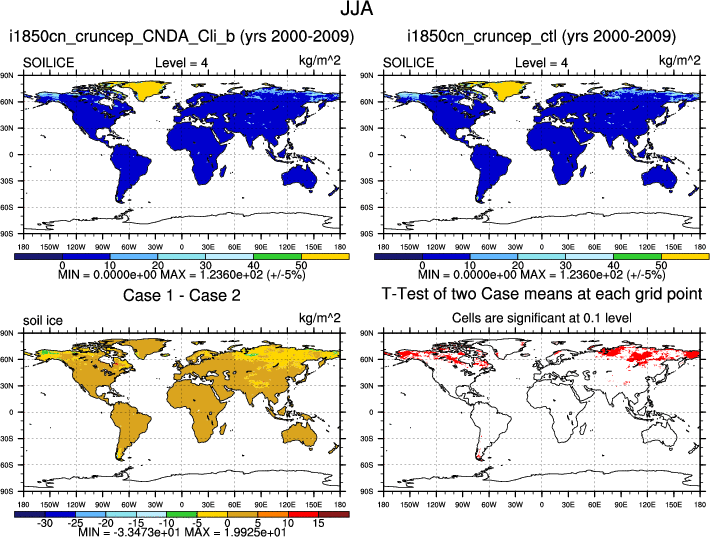 JJA
i1850cn_cruncep_CNDA_Cli_b (yrs 2000-2009)
i1850cn_cruncep_ctl (yrs 2000-2009)
SOILICE Level = 4 kg/m^2
SOILICE Level = 4 kg/m^2
90N
60N
30N
0
30S
60S
90S
180 150W 120W 90W 60W 30W 0 30E 60E 90E 120E 150E 180
0 10 20 30 40 50
MIN = 0.0000e+00 MAX = 1.2360e+02 (+/-5%)
90N
60N
30N
0
30S
60S
90S
180 150W 120W 90W 60W 30W 0 30E 60E 90E 120E 150E 180
0 10 20 30 40 50
MIN = 0.0000e+00 MAX = 1.2360e+02 (+/-5%)
Case 1 - Case 2
T-Test of two Case means at each grid point
soil ice kg/m^2
Cells are significant at 0.1 level
90N
60N
30N
0
30S
60S
90S
180 150W 120W 90W 60W 30W 0 30E 60E 90E 120E 150E 180
-30 -25 -20 -15 -10 -5 0 5 10 15
MIN = -3.3473e+01 MAX = 1.9925e+01
90N
60N
30N
0
30S
60S
90S
180 150W 120W 90W 60W 30W 0 30E 60E 90E 120E 150E 180